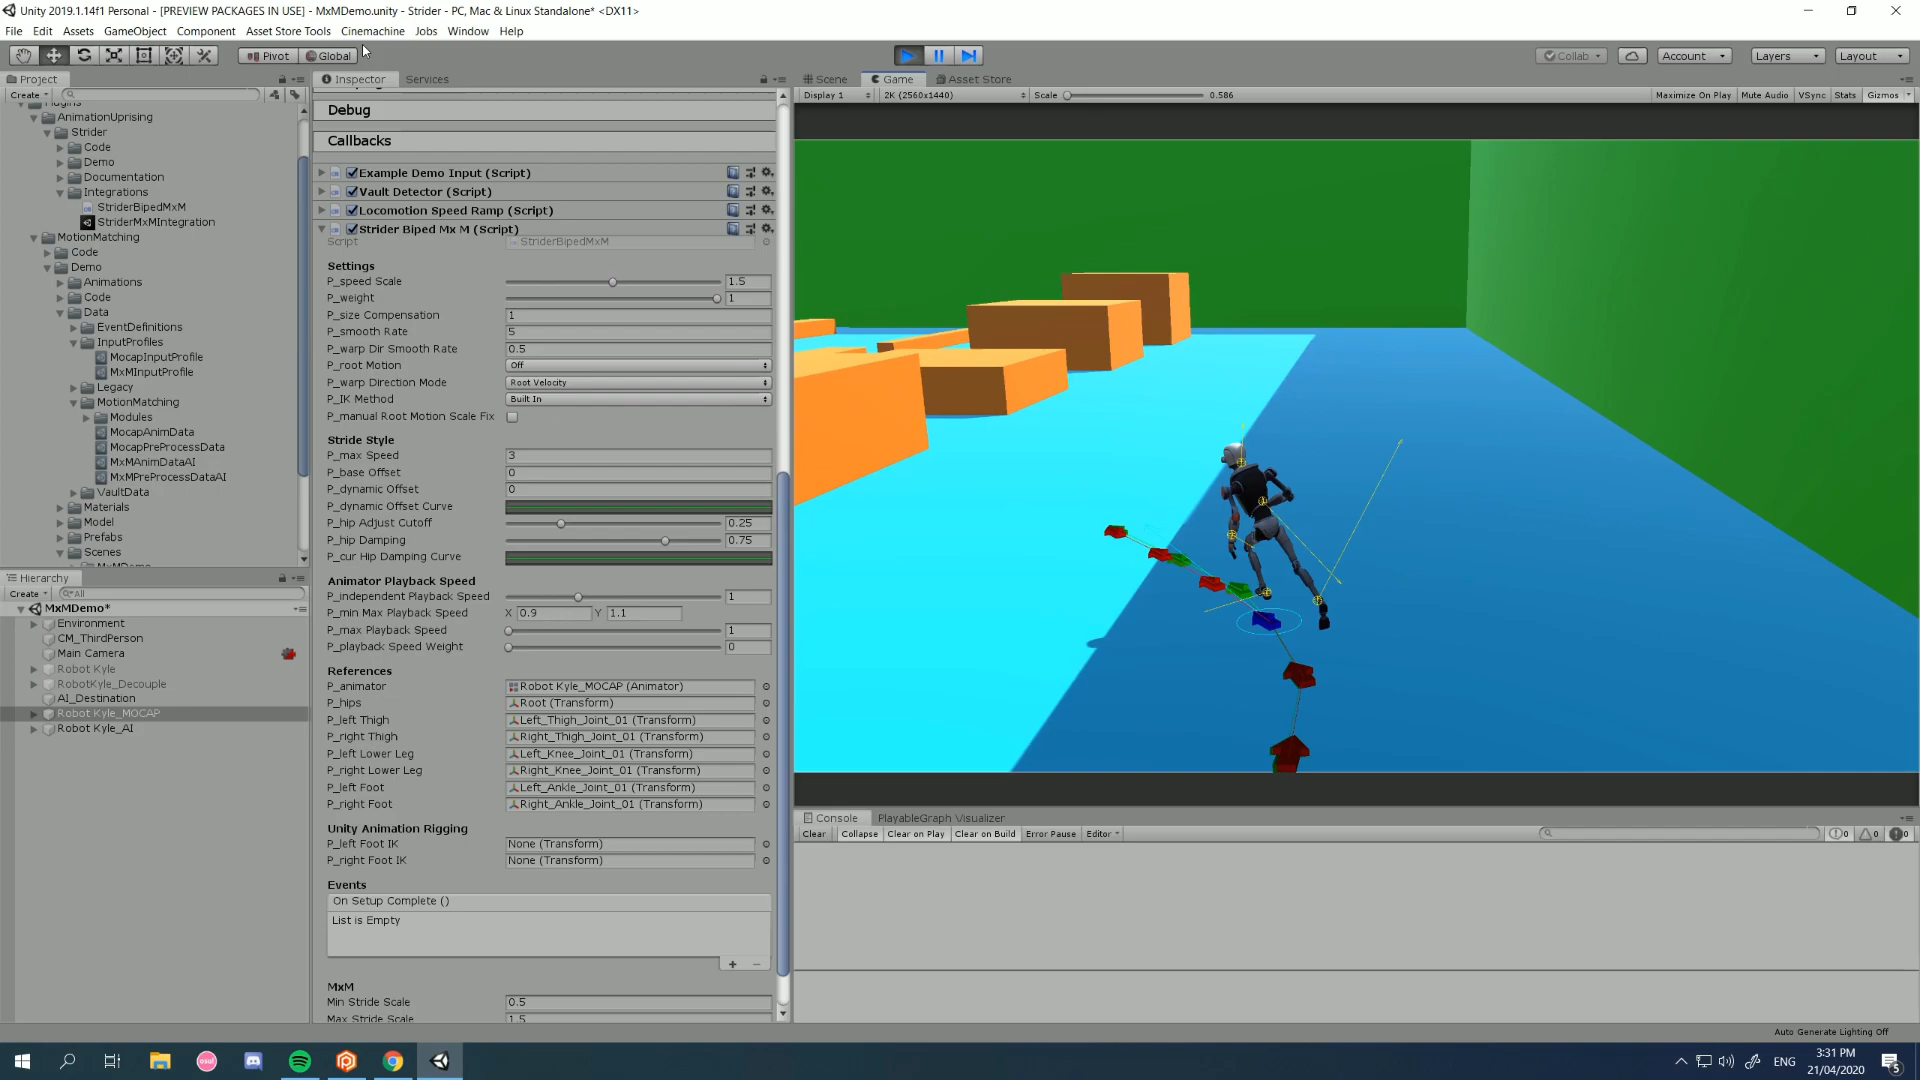 Unity 2019.1.14f1 Personal - [PREVIEW PACKAGES IN USE] - MxMDemo.unity - Strider - PC, Mac & Linux Standalone* <DX11>
File Edit Assets GameObject Component Asset Store Tools Cinemachine Jobs Window Help
Pivot Global Collab Account Layers Layout
Project Inspector Services Scene Game Asset Store
Create Display 1 2K (2560x1440) Scale 0.586 Maximize On Play Mute Audio VSync Stats Gizmos
AnimationUprising
Strider
Code
Demo
Documentation
Integrations
StriderBipedMxM
StriderMxMIntegration
MotionMatching
Code
Demo
Animations
Code
Data
EventDefinitions
InputProfiles
MocapInputProfile
MxMInputProfile
Legacy
MotionMatching
Modules
MocapAnimData
MocapPreProcessData
MxMAnimDataAI
MxMPreProcessDataAI
VaultData
Materials
Model
Prefabs
Scenes
MxMDemo
Hierarchy
Create All
MxMDemo*
Environment
CM_ThirdPerson
Main Camera
Robot Kyle
RobotKyle_Decouple
AI_Destination
Robot Kyle_MOCAP
Robot Kyle_AI
Debug
Callbacks
Example Demo Input (Script)
Vault Detector (Script)
Locomotion Speed Ramp (Script)
Strider Biped Mx M (Script)
Script StriderBipedMxM
Settings
P_speed Scale 1.5
P_weight 1
P_size Compensation 1
P_smooth Rate 5
P_warp Dir Smooth Rate 0.5
P_root Motion Off
P_warp Direction Mode Root Velocity
P_IK Method Built In
P_manual Root Motion Scale Fix
Stride Style
P_max Speed 3
P_base Offset 0
P_dynamic Offset 0
P_dynamic Offset Curve
P_hip Adjust Cutoff 0.25
P_hip Damping 0.75
P_cur Hip Damping Curve
Animator Playback Speed
P_independent Playback Speed 1
P_min Max Playback Speed X 0.9 Y 1.1
P_max Playback Speed 1
P_playback Speed Weight 0
References
P_animator Robot Kyle_MOCAP (Animator)
P_hips Root (Transform)
P_left Thigh Left_Thigh_Joint_01 (Transform)
P_right Thigh Right_Thigh_Joint_01 (Transform)
P_left Lower Leg Left_Knee_Joint_01 (Transform)
P_right Lower Leg Right_Knee_Joint_01 (Transform)
P_left Foot Left_Ankle_Joint_01 (Transform)
P_right Foot Right_Ankle_Joint_01 (Transform)
Unity Animation Rigging
P_left Foot IK None (Transform)
P_right Foot IK None (Transform)
Events
On Setup Complete ()
List is Empty
MxM
Min Stride Scale 0.5
Max Stride Scale 1.5
Console PlayableGraph Visualizer
Clear Collapse Clear on Play Clear on Build Error Pause Editor 0 0 0
Auto Generate Lighting Off
osu!
ENG 3:31 PM
21/04/2020
5